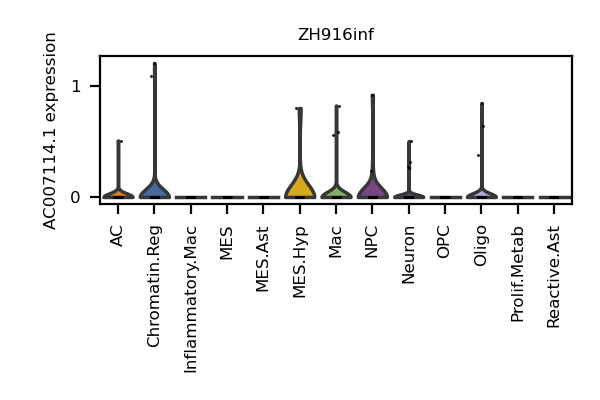 ZH916inf
AC007114.1 expression
1
0
AC
Chromatin.Reg
Inflammatory.Mac
MES
MES.Ast
MES.Hyp
Mac
NPC
Neuron
OPC
Oligo
Prolif.Metab
Reactive.Ast